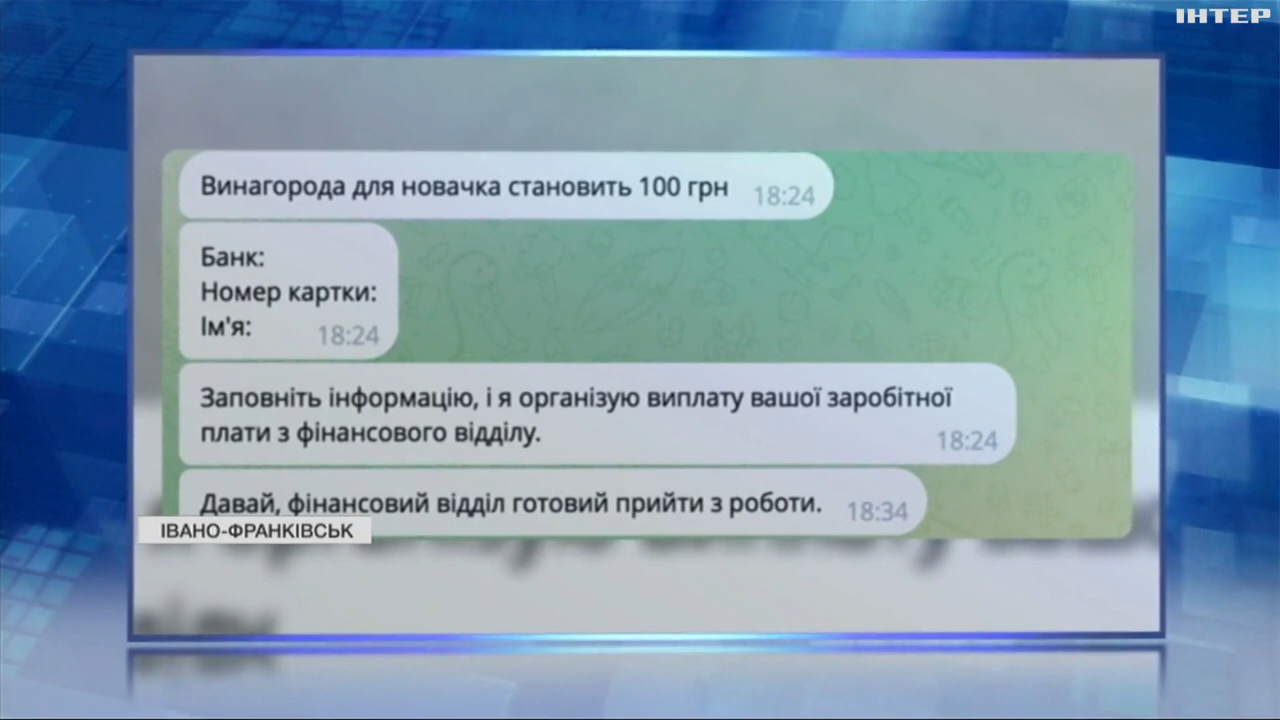 ІНТЕР
Винагорода для новачка становить 100 грн 18:24
Банк:
Номер картки:
Ім'я: 18:24
Заповніть інформацію, і я організую виплату вашої заробітної
плати з фінансового відділу. 18:24
Давай, фінансовий відділ готовий прийти з роботи. 18:34
ІВАНО-ФРАНКІВСЬК